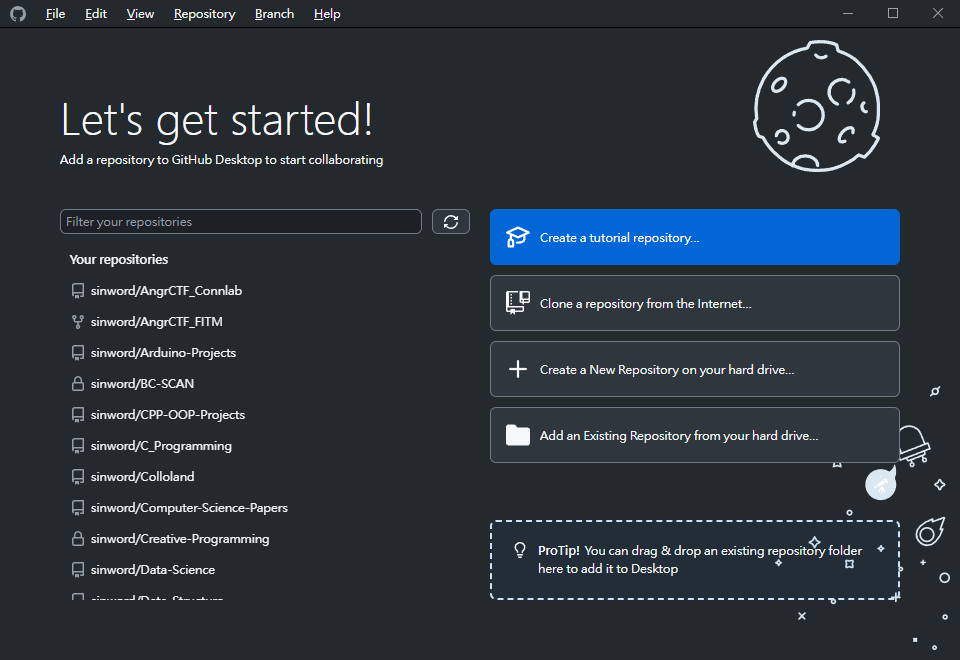 File Edit View Repository Branch Help
Let's get started!
Add a repository to GitHub Desktop to start collaborating
Filter your repositories
Your repositories
sinword/AngrCTF_Connlab
sinword/AngrCTF_FITM
sinword/Arduino-Projects
sinword/BC-SCAN
sinword/CPP-OOP-Projects
sinword/C_Programming
sinword/Colloland
sinword/Computer-Science-Papers
sinword/Creative-Programming
sinword/Data-Science
sinword/Data-Structure
Create a tutorial repository...
Clone a repository from the Internet...
Create a New Repository on your hard drive...
Add an Existing Repository from your hard drive...
ProTip! You can drag & drop an existing repository folder
here to add it to Desktop